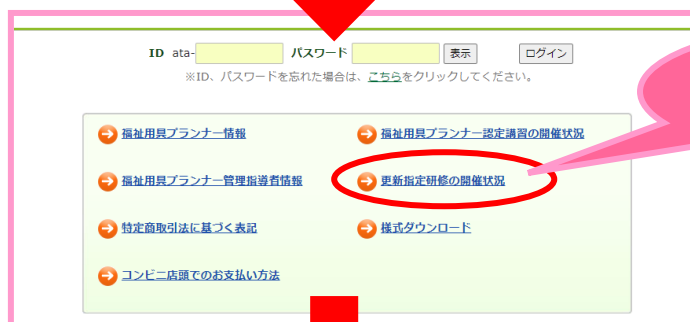 ID ata- パスワード 表示 ログイン
※ID、パスワードを忘れた場合は、こちらをクリックしてください。
福祉用具プランナー情報
福祉用具プランナー認定講習の開催状況
福祉用具プランナー管理指導者情報
更新指定研修の開催状況
特定商取引法に基づく表記
様式ダウンロード
コンビニ店頭でのお支払い方法